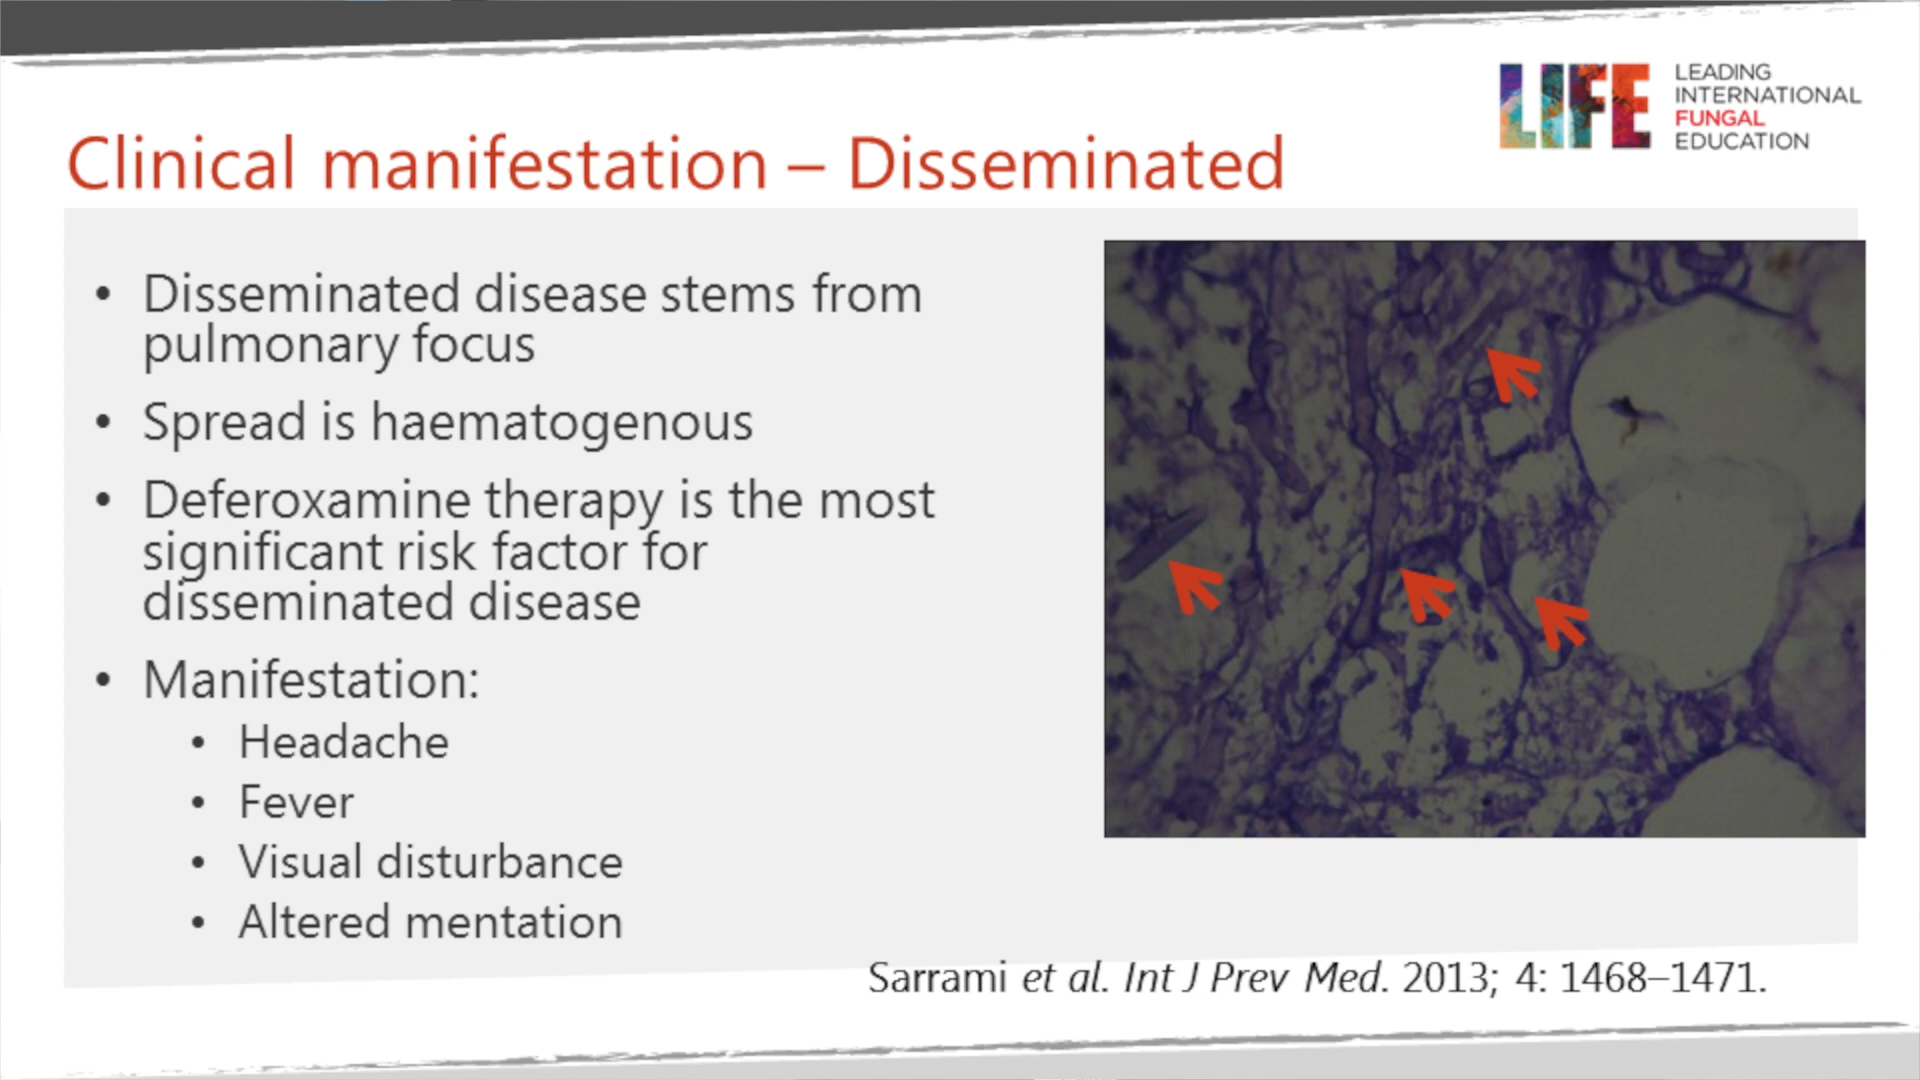 LIFE
LEADING
INTERNATIONAL
FUNGAL
EDUCATION
Clinical manifestation – Disseminated
• Disseminated disease stems from
pulmonary focus
• Spread is haematogenous
• Deferoxamine therapy is the most
significant risk factor for
disseminated disease
• Manifestation:
• Headache
• Fever
• Visual disturbance
• Altered mentation
Sarrami et al. Int J Prev Med. 2013; 4: 1468–1471.